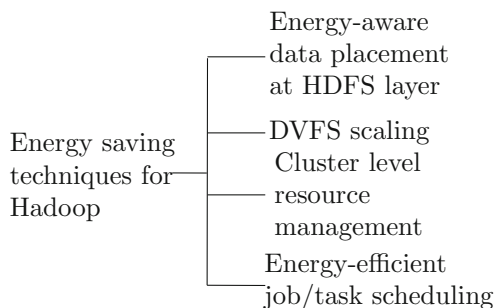 Energy saving
techniques for
Hadoop
Energy-aware
data placement
at HDFS layer
DVFS scaling
Cluster level
resource
management
Energy-efficient
job/task scheduling